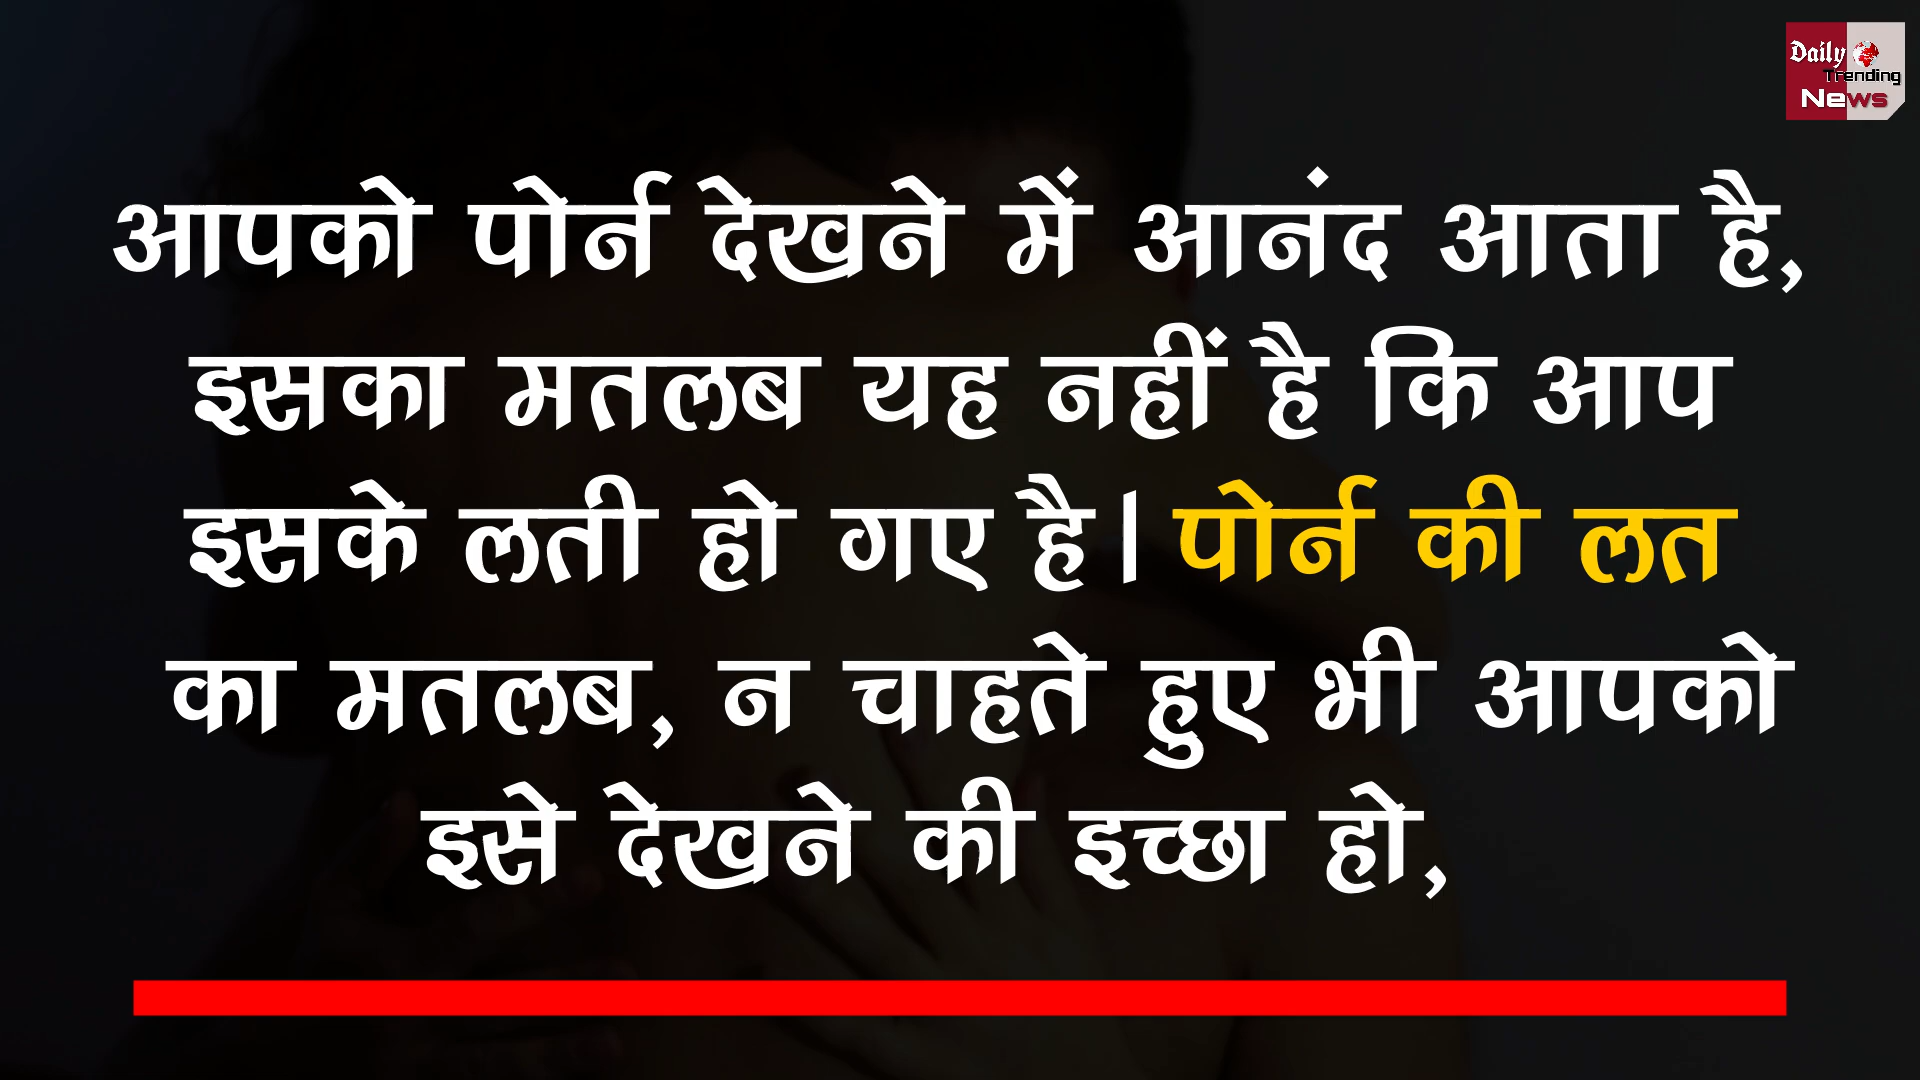 Daily
Trending
News
आपको पोर्न देखने में आनंद आता है,
इसका मतलब यह नहीं है कि आप
इसके लती हो गए है। पोर्न की लत
का मतलब, न चाहते हुए भी आपको
इसे देखने की इच्छा हो,